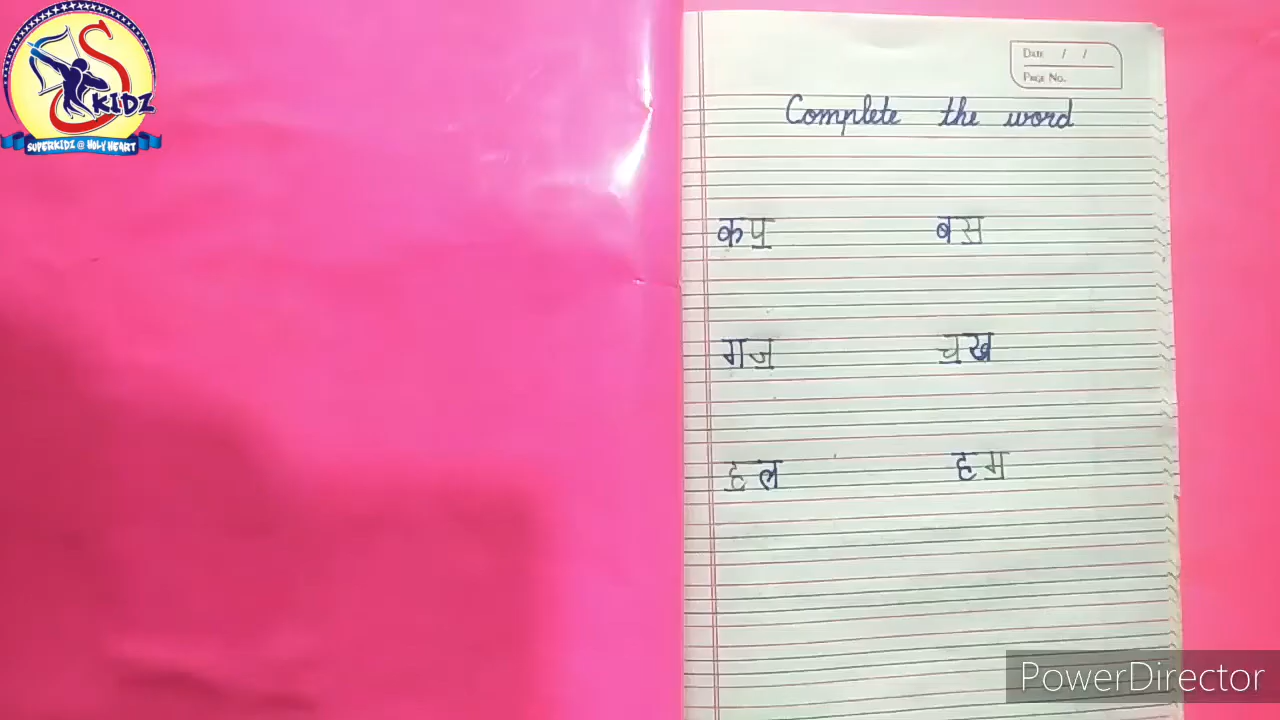 S
KIDZ
SUPERKIDZ @ HOLY HEART
DATE / /
PAGE NO.
Complete the word
कप बस
गज चख
हल हम
PowerDirector